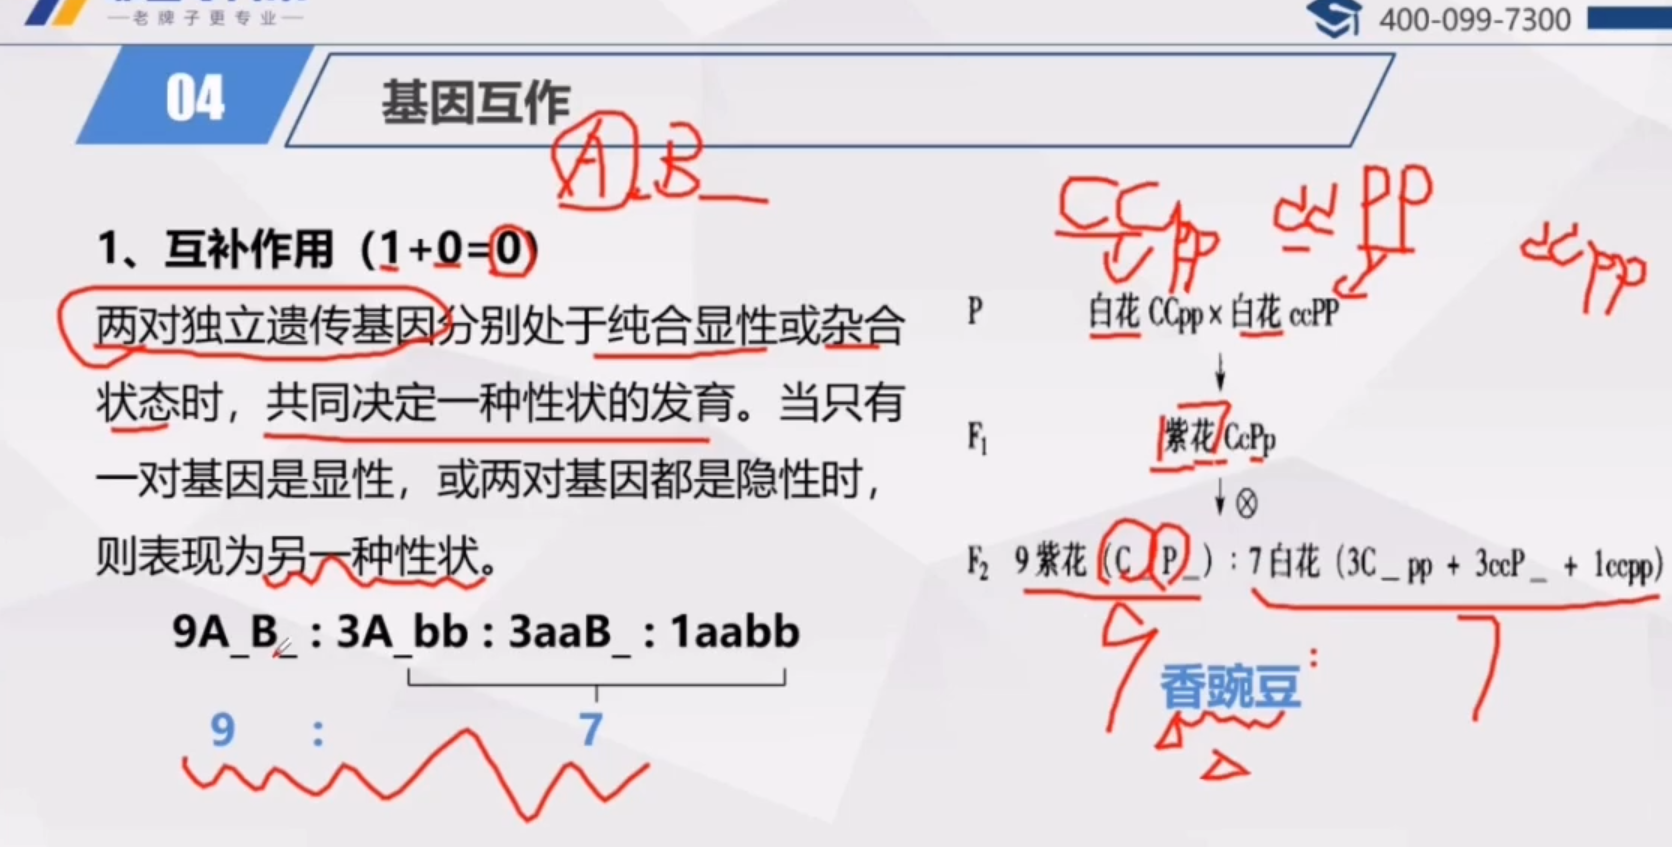 老牌子更专业
400-099-7300
04
基因互作
A_B_
CCpp ccPP ccpp
1、互补作用（1+0=0）
两对独立遗传基因分别处于纯合显性或杂合
状态时，共同决定一种性状的发育。当只有
一对基因是显性，或两对基因都是隐性时，
则表现为另一种性状。
9A_B_ : 3A_bb : 3aaB_ : 1aabb
9 : 7
P 白花 CCpp×白花 ccPP
F₁ 紫花 CcPp
F₂ 9紫花（C_P_）: 7白花（3C_pp + 3ccP_ + 1ccpp）
9 : 7
香豌豆